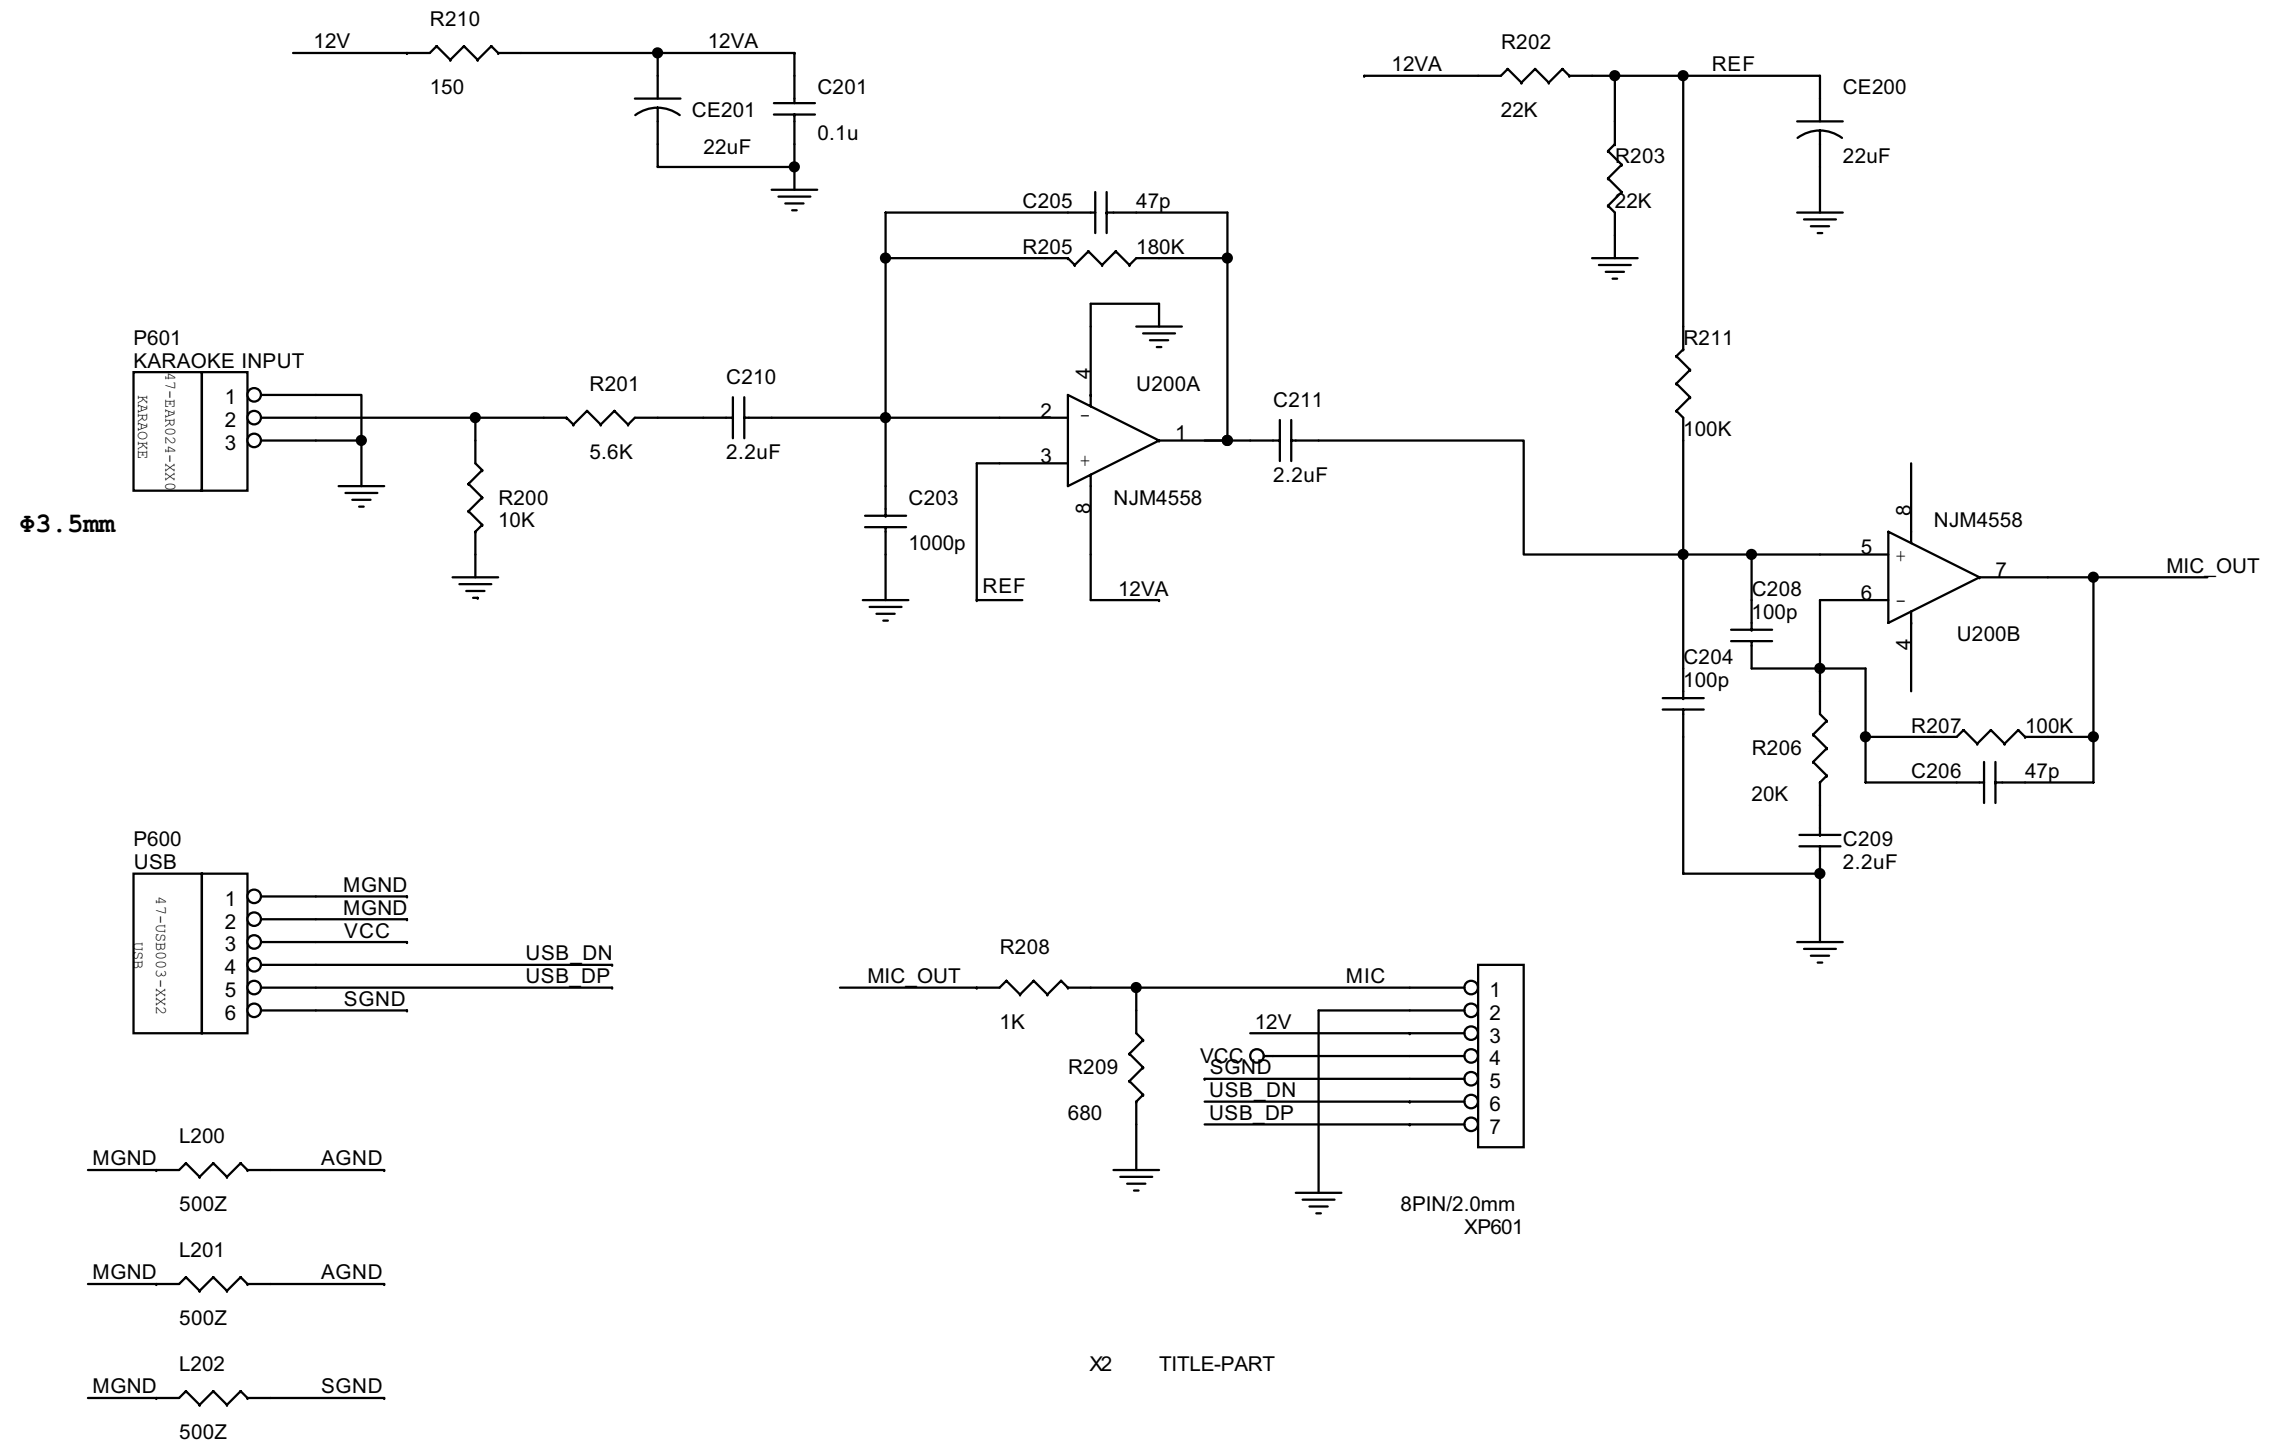 R210
12V
12VA
150
CE201
22uF
C201
0.1u
R202
12VA
REF
22K
CE200
22uF
R203
22K
C205
47p
R205
180K
P601
KARAOKE INPUT
47-EAR024-XX0
KARAOKE
1
2
3
Φ3.5mm
R201
5.6K
C210
2.2uF
R200
10K
C203
1000p
4
U200A
2
-
1
3
+
8
NJM4558
REF
12VA
C211
2.2uF
R211
100K
8
NJM4558
5
+
7
MIC_OUT
6
-
4
U200B
C208
100p
C204
100p
R206
20K
R207
100K
C206
47p
C209
2.2uF
P600
USB
47-USB003-XX2
USB
1
2
3
4
5
6
MGND
MGND
VCC
USB_DN
USB_DP
SGND
R208
MIC_OUT
MIC
1K
R209
680
12V
VCC
SGND
USB_DN
USB_DP
1
2
3
4
5
6
7
8PIN/2.0mm
XP601
L200
MGND
AGND
500Z
L201
MGND
AGND
500Z
L202
MGND
SGND
500Z
X2
TITLE-PART